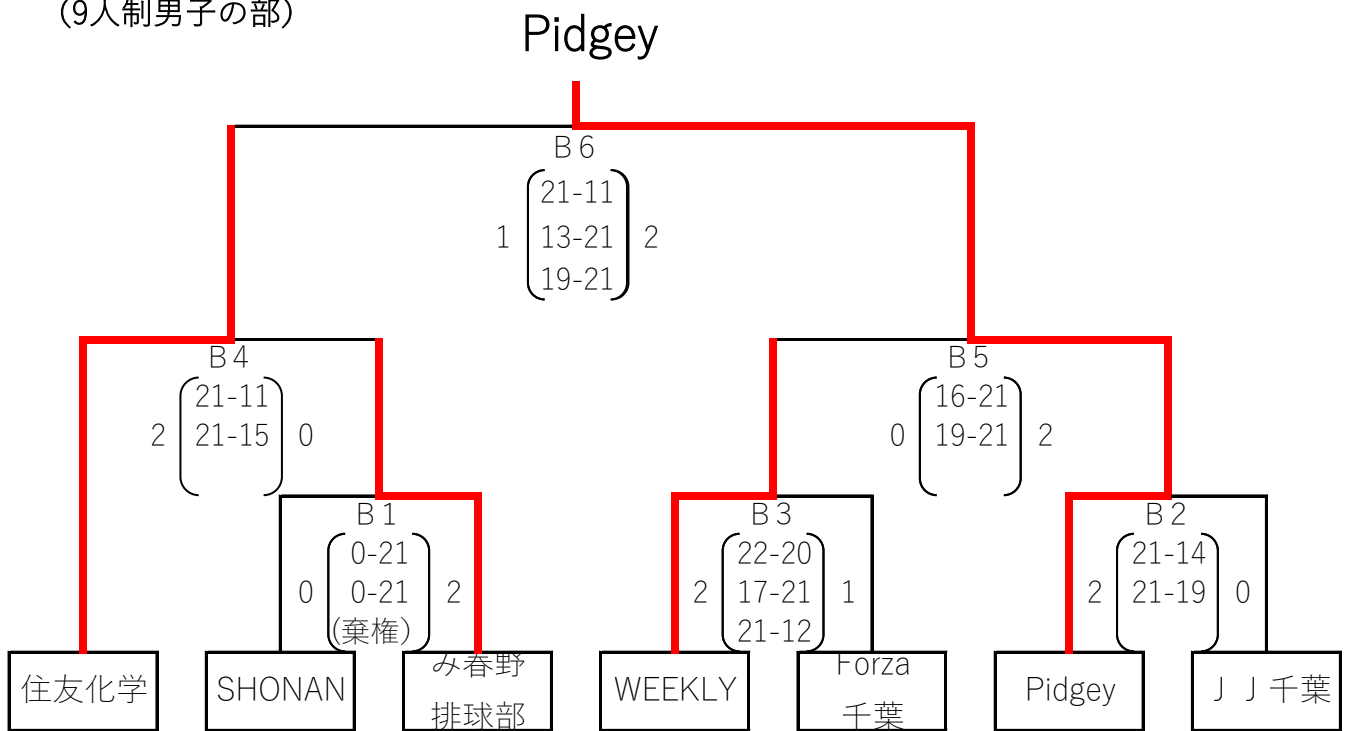 (9人制男子の部)
Pidgey
B6
21-11
1 13-21 2
19-21
B4
21-11
2 21-15 0
B5
16-21
0 19-21 2
B1
0-21
0 0-21 2
(棄権)
B3
22-20
2 17-21 1
21-12
B2
21-14
2 21-19 0
住友化学
SHONAN
み春野
排球部
WEEKLY
Forza
千葉
Pidgey
JJ千葉